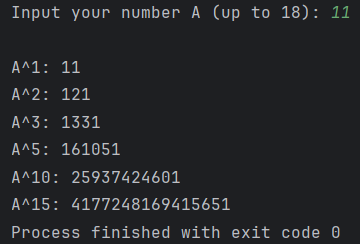 Input your number A (up to 18): 11
A^1: 11
A^2: 121
A^3: 1331
A^5: 161051
A^10: 25937424601
A^15: 4177248169415651
Process finished with exit code 0